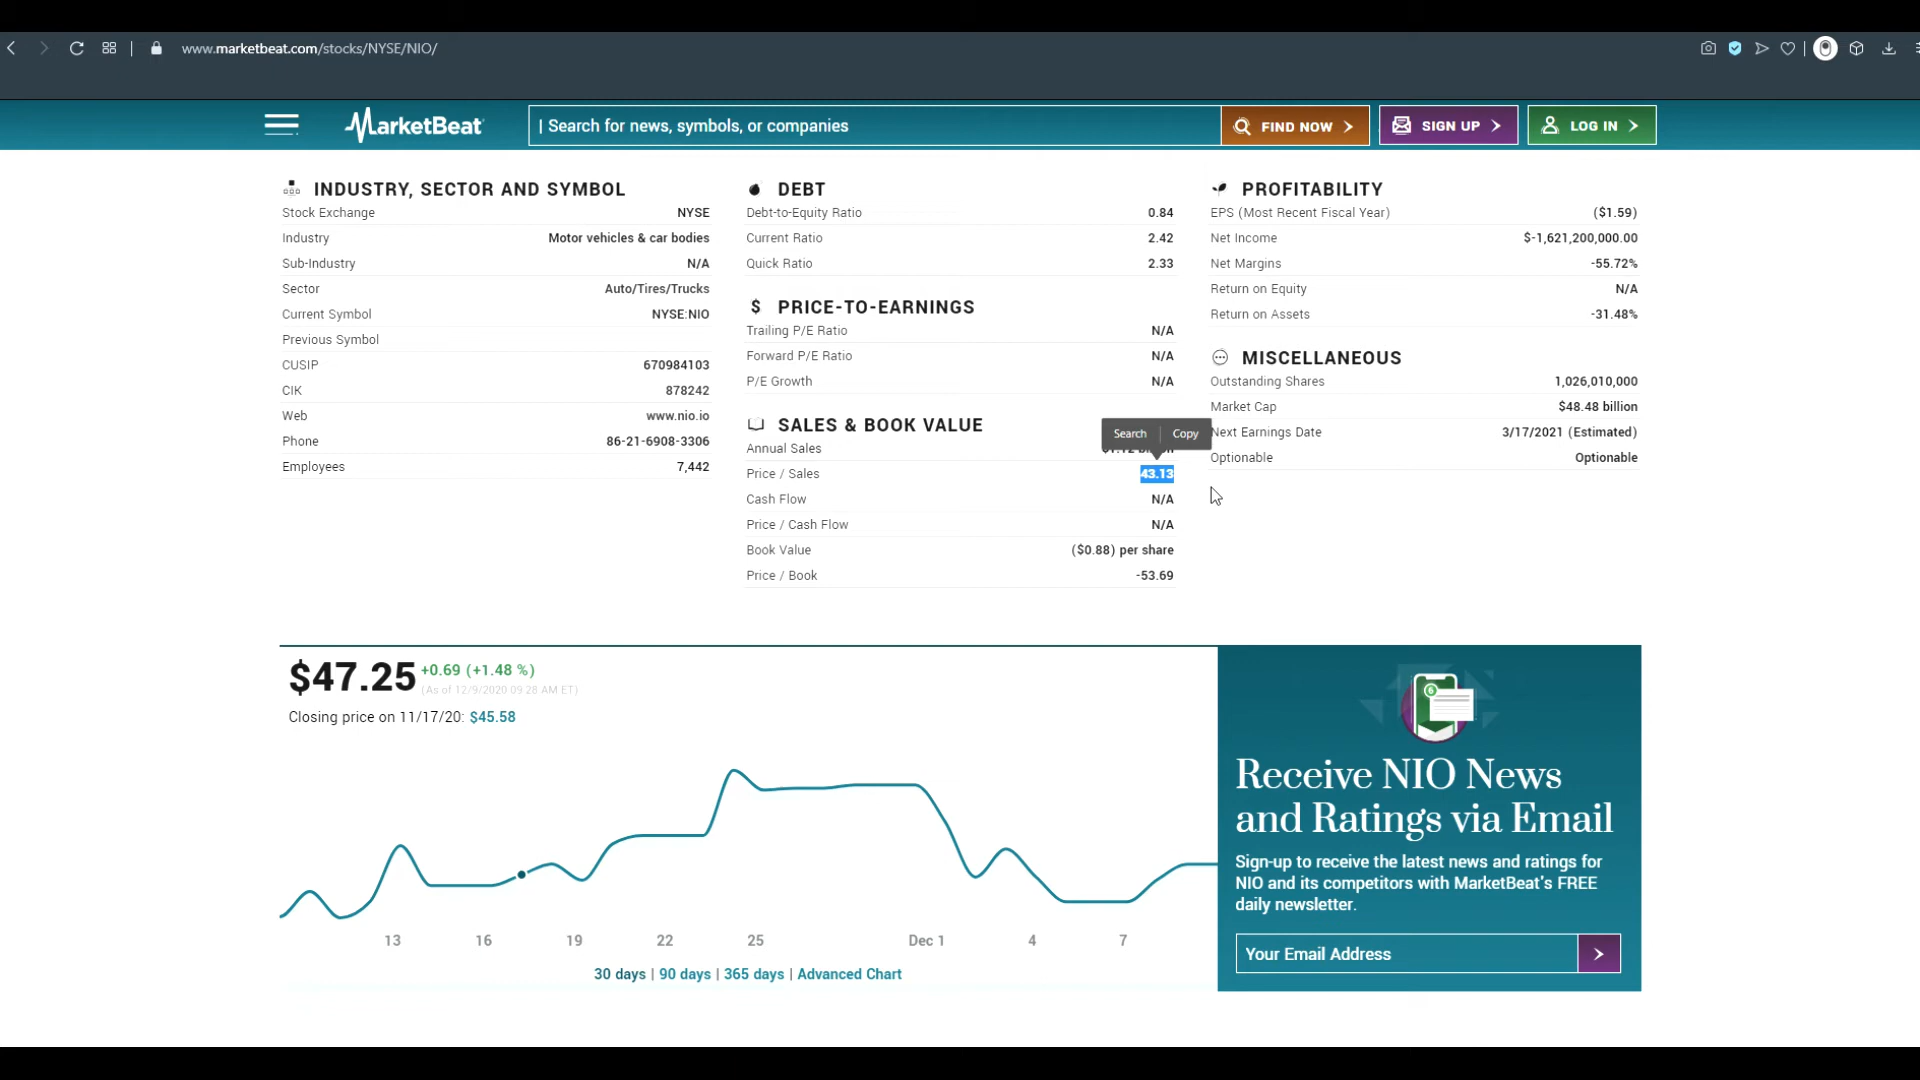 www.marketbeat.com/stocks/NYSE/NIO/
MarketBeat
| Search for news, symbols, or companies
FIND NOW
SIGN UP
LOG IN
INDUSTRY, SECTOR AND SYMBOL
Stock Exchange NYSE
Industry Motor vehicles & car bodies
Sub-Industry N/A
Sector Auto/Tires/Trucks
Current Symbol NYSE:NIO
Previous Symbol
CUSIP 670984103
CIK 878242
Web www.nio.io
Phone 86-21-6908-3306
Employees 7,442
DEBT
Debt-to-Equity Ratio 0.84
Current Ratio 2.42
Quick Ratio 2.33
PRICE-TO-EARNINGS
Trailing P/E Ratio N/A
Forward P/E Ratio N/A
P/E Growth N/A
SALES & BOOK VALUE
Search Copy
Annual Sales
Price / Sales 43.13
Cash Flow N/A
Price / Cash Flow N/A
Book Value ($0.88) per share
Price / Book -53.69
PROFITABILITY
EPS (Most Recent Fiscal Year) ($1.59)
Net Income $-1,621,200,000.00
Net Margins -55.72%
Return on Equity N/A
Return on Assets -31.48%
MISCELLANEOUS
Outstanding Shares 1,026,010,000
Market Cap $48.48 billion
Next Earnings Date 3/17/2021 (Estimated)
Optionable Optionable
$47.25 +0.69 (+1.48 %)
(As of 12/9/2020 09:28 AM ET)
Closing price on 11/17/20: $45.58
13 16 19 22 25 Dec 1 4 7
30 days | 90 days | 365 days | Advanced Chart
6
Receive NIO News
and Ratings via Email
Sign-up to receive the latest news and ratings for
NIO and its competitors with MarketBeat's FREE
daily newsletter.
Your Email Address